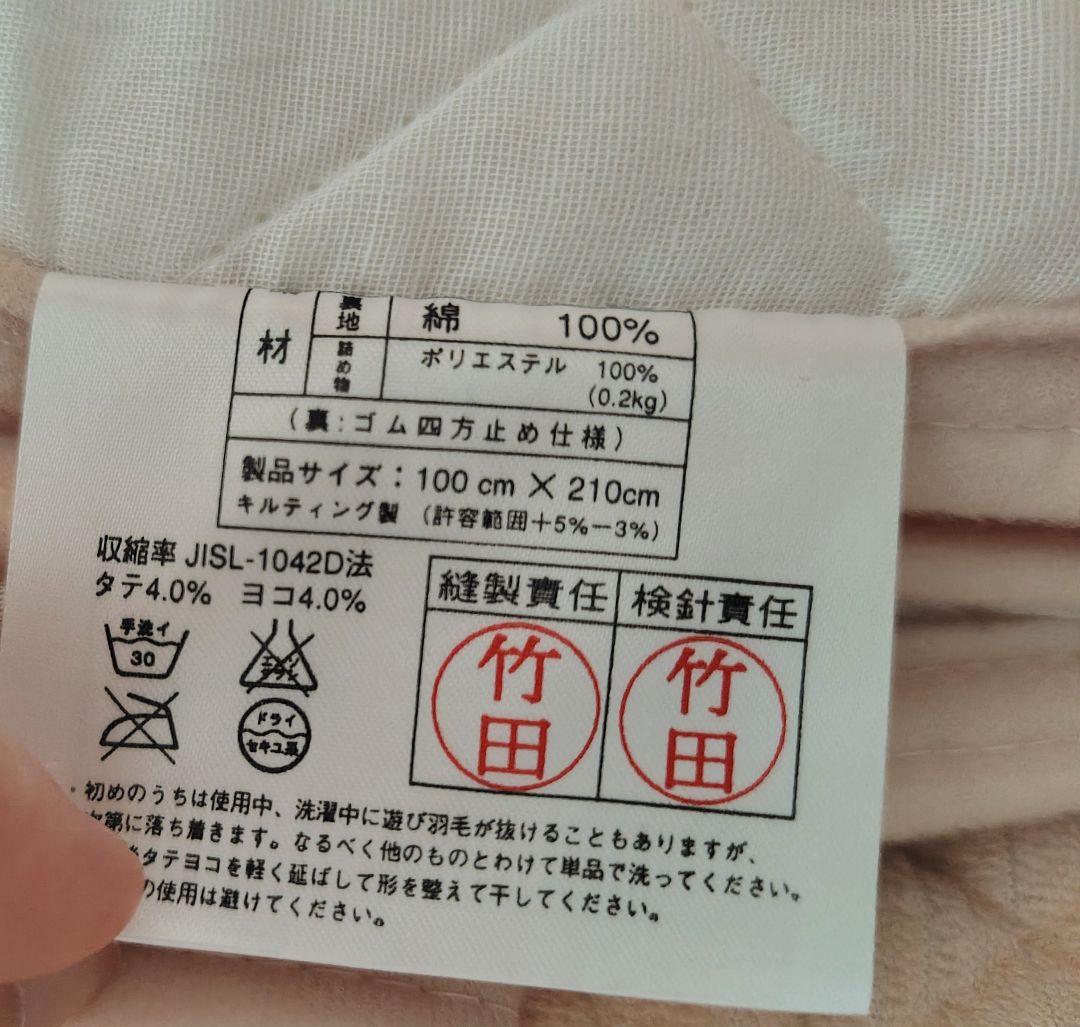 材
裏地 綿 100%
詰め物 ポリエステル 100%
(0.2kg)
(裏:ゴム四方止め仕様)
製品サイズ:100 cm × 210cm
キルティング製 (許容範囲+5%−3%)
収縮率 JISL-1042D法
タテ4.0% ヨコ4.0%
縫製責任 検針責任
竹田 竹田
手洗イ
30
エンソ
サラシ
ドライ
セキユ系
・初めのうちは使用中、洗濯中に遊び羽毛が抜けることもありますが、
次第に落ち着きます。なるべく他のものとわけて単品で洗ってください。
タテヨコを軽く延ばして形を整えて干してください。
の使用は避けてください。